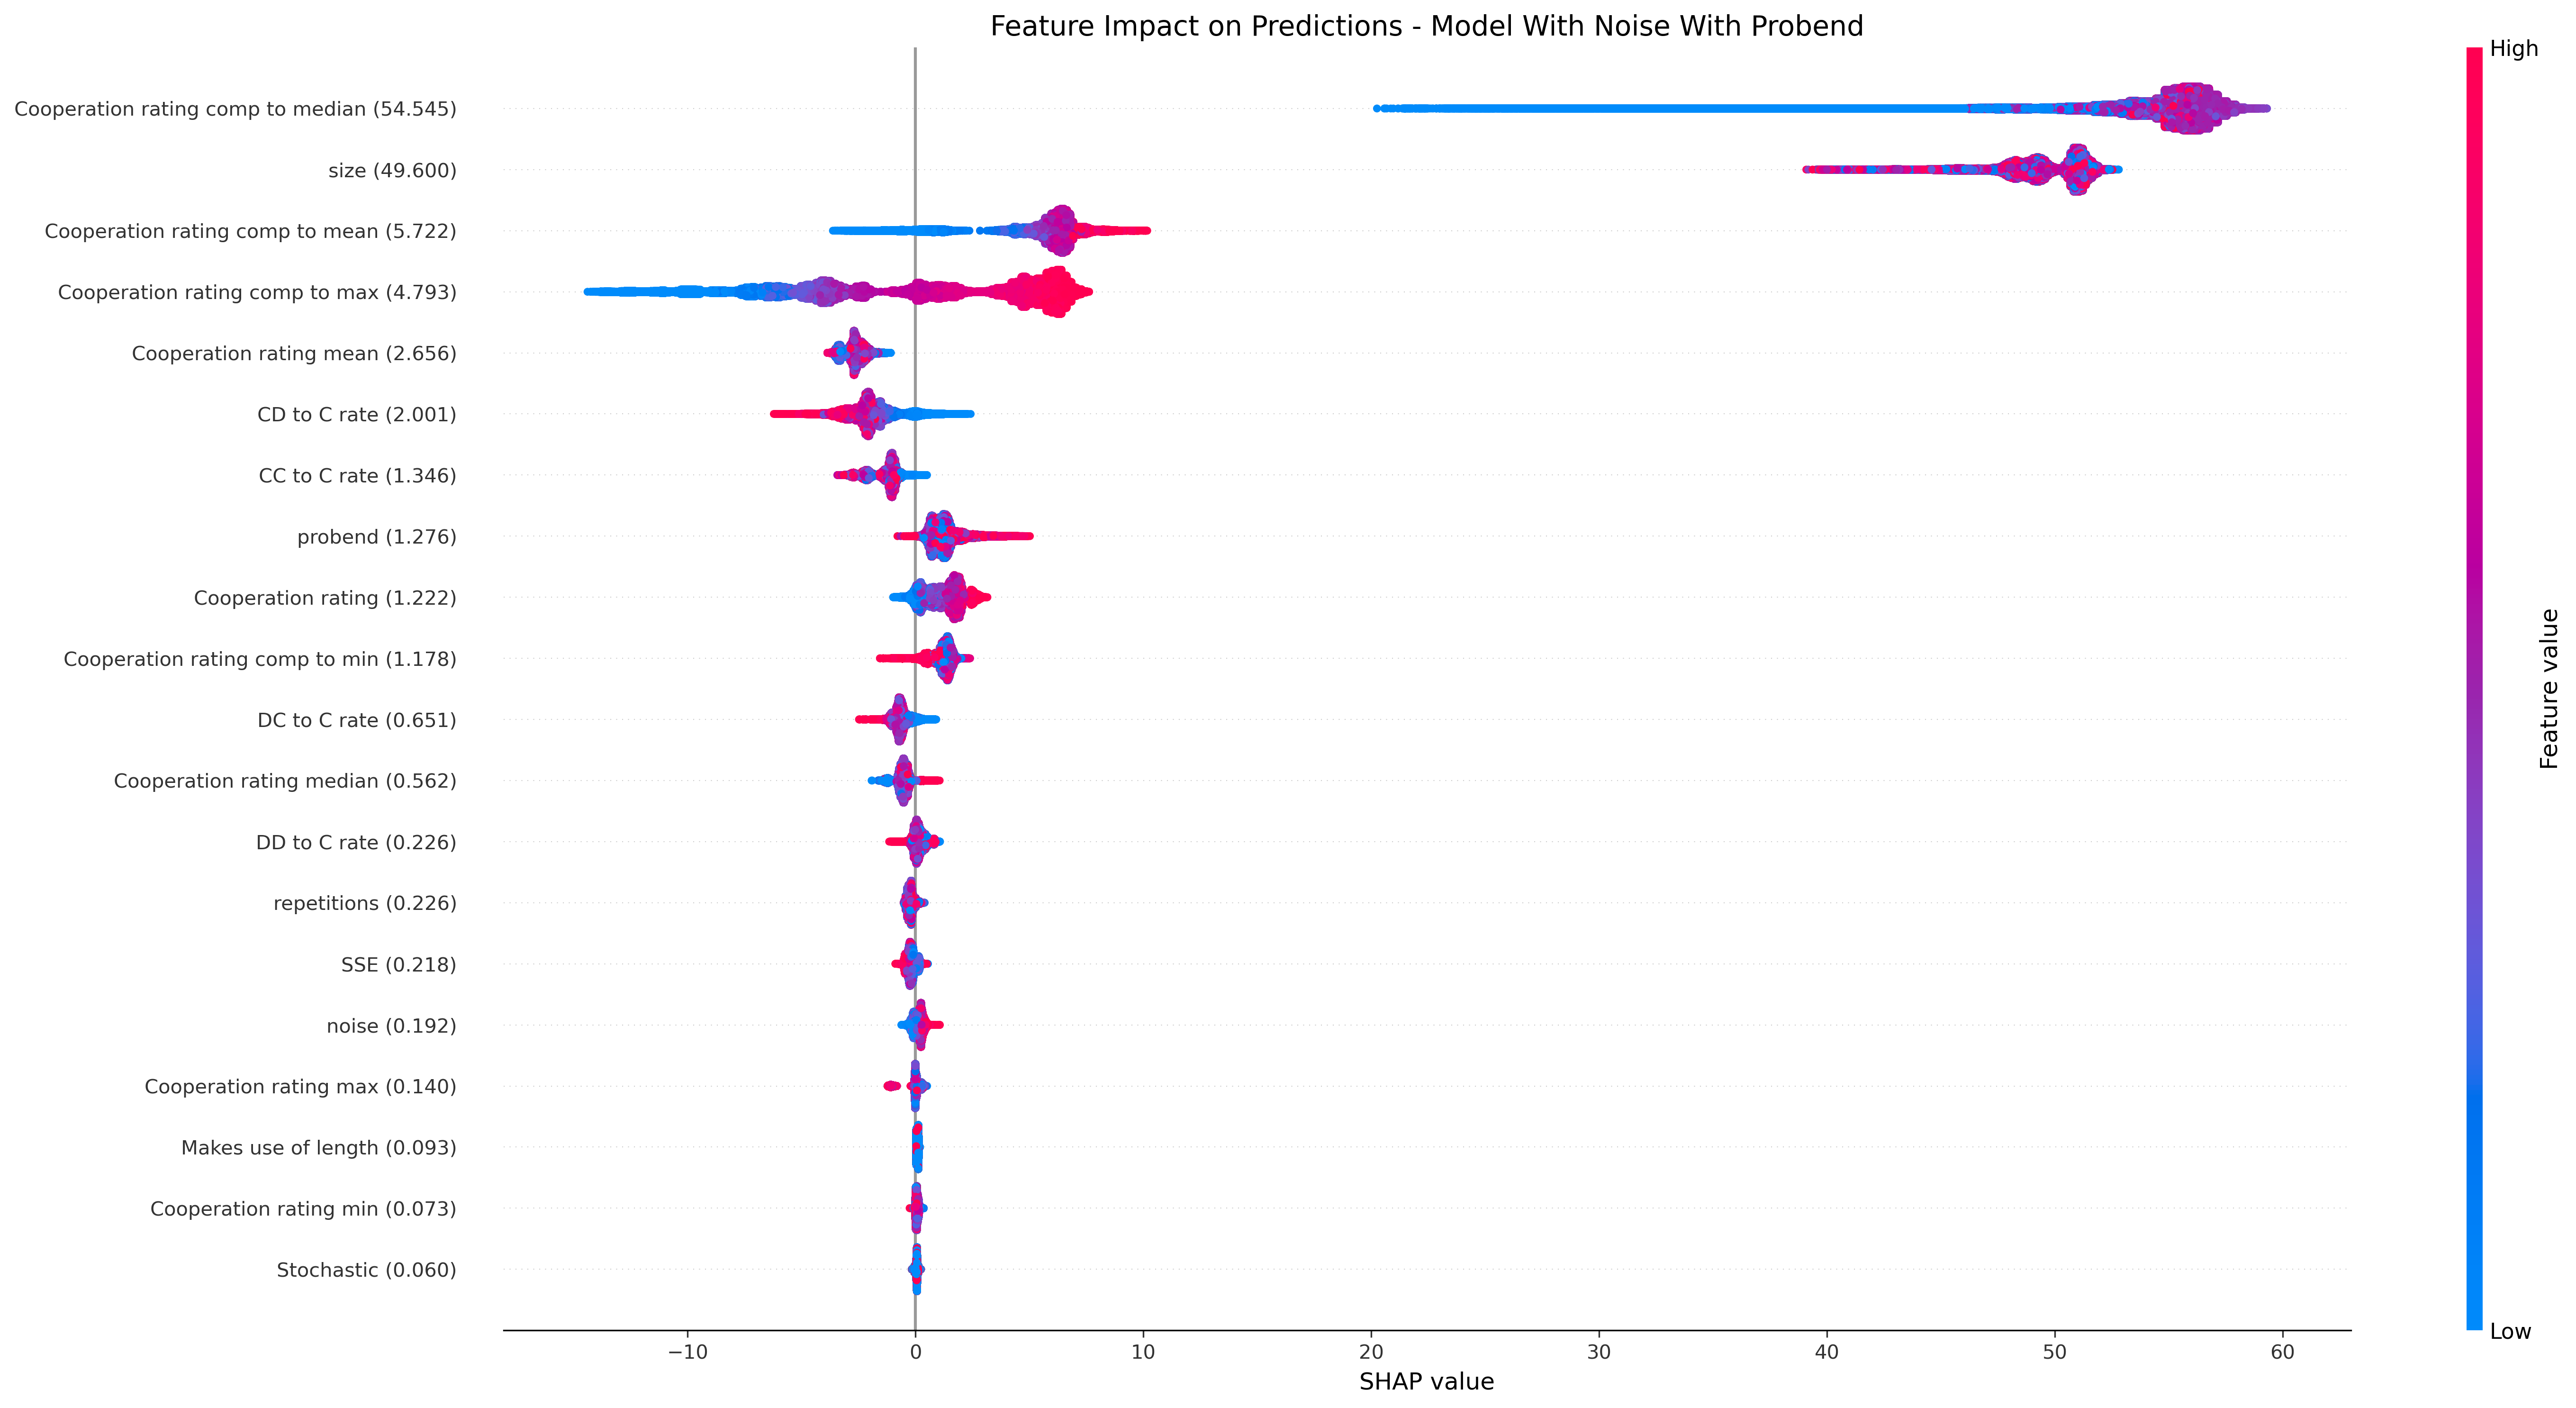 Feature Impact on Predictions - Model With Noise With Probend
High
Cooperation rating comp to median (54.545)
size (49.600)
Cooperation rating comp to mean (5.722)
Cooperation rating comp to max (4.793)
Cooperation rating mean (2.656)
CD to C rate (2.001)
CC to C rate (1.346)
probend (1.276)
Cooperation rating (1.222)
Cooperation rating comp to min (1.178)
DC to C rate (0.651)
Cooperation rating median (0.562)
DD to C rate (0.226)
repetitions (0.226)
SSE (0.218)
noise (0.192)
Cooperation rating max (0.140)
Makes use of length (0.093)
Cooperation rating min (0.073)
Stochastic (0.060)
Feature value
Low
−10 0 10 20 30 40 50 60
SHAP value